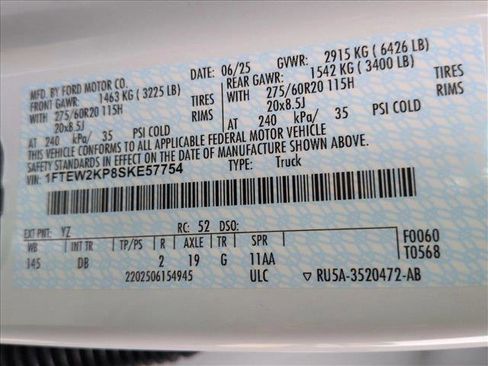 MFD. BY FORD MOTOR CO. DATE: 06/25 GVWR: 2915 KG ( 6426 LB)
FRONT GAWR: 1463 KG ( 3225 LB) REAR GAWR: 1542 KG ( 3400 LB)
WITH 275/60R20 115H TIRES WITH 275/60R20 115H TIRES
20x8.5J RIMS 20x8.5J RIMS
AT 240 kPa/ 35 PSI COLD AT 240 kPa/ 35 PSI COLD
THIS VEHICLE CONFORMS TO ALL APPLICABLE FEDERAL MOTOR VEHICLE
SAFETY STANDARDS IN EFFECT ON THE DATE OF MANUFACTURE SHOWN ABOVE.
VIN: 1FTEW2KP8SKE57754 TYPE: Truck
EXT PNT: YZ RC: 52 DSO: F0060
WB INT TR TP/PS R AXLE TR SPR T0568
145 DB 2 19 G 11AA
2202506154945 ULC ▽ RU5A-3520472-AB